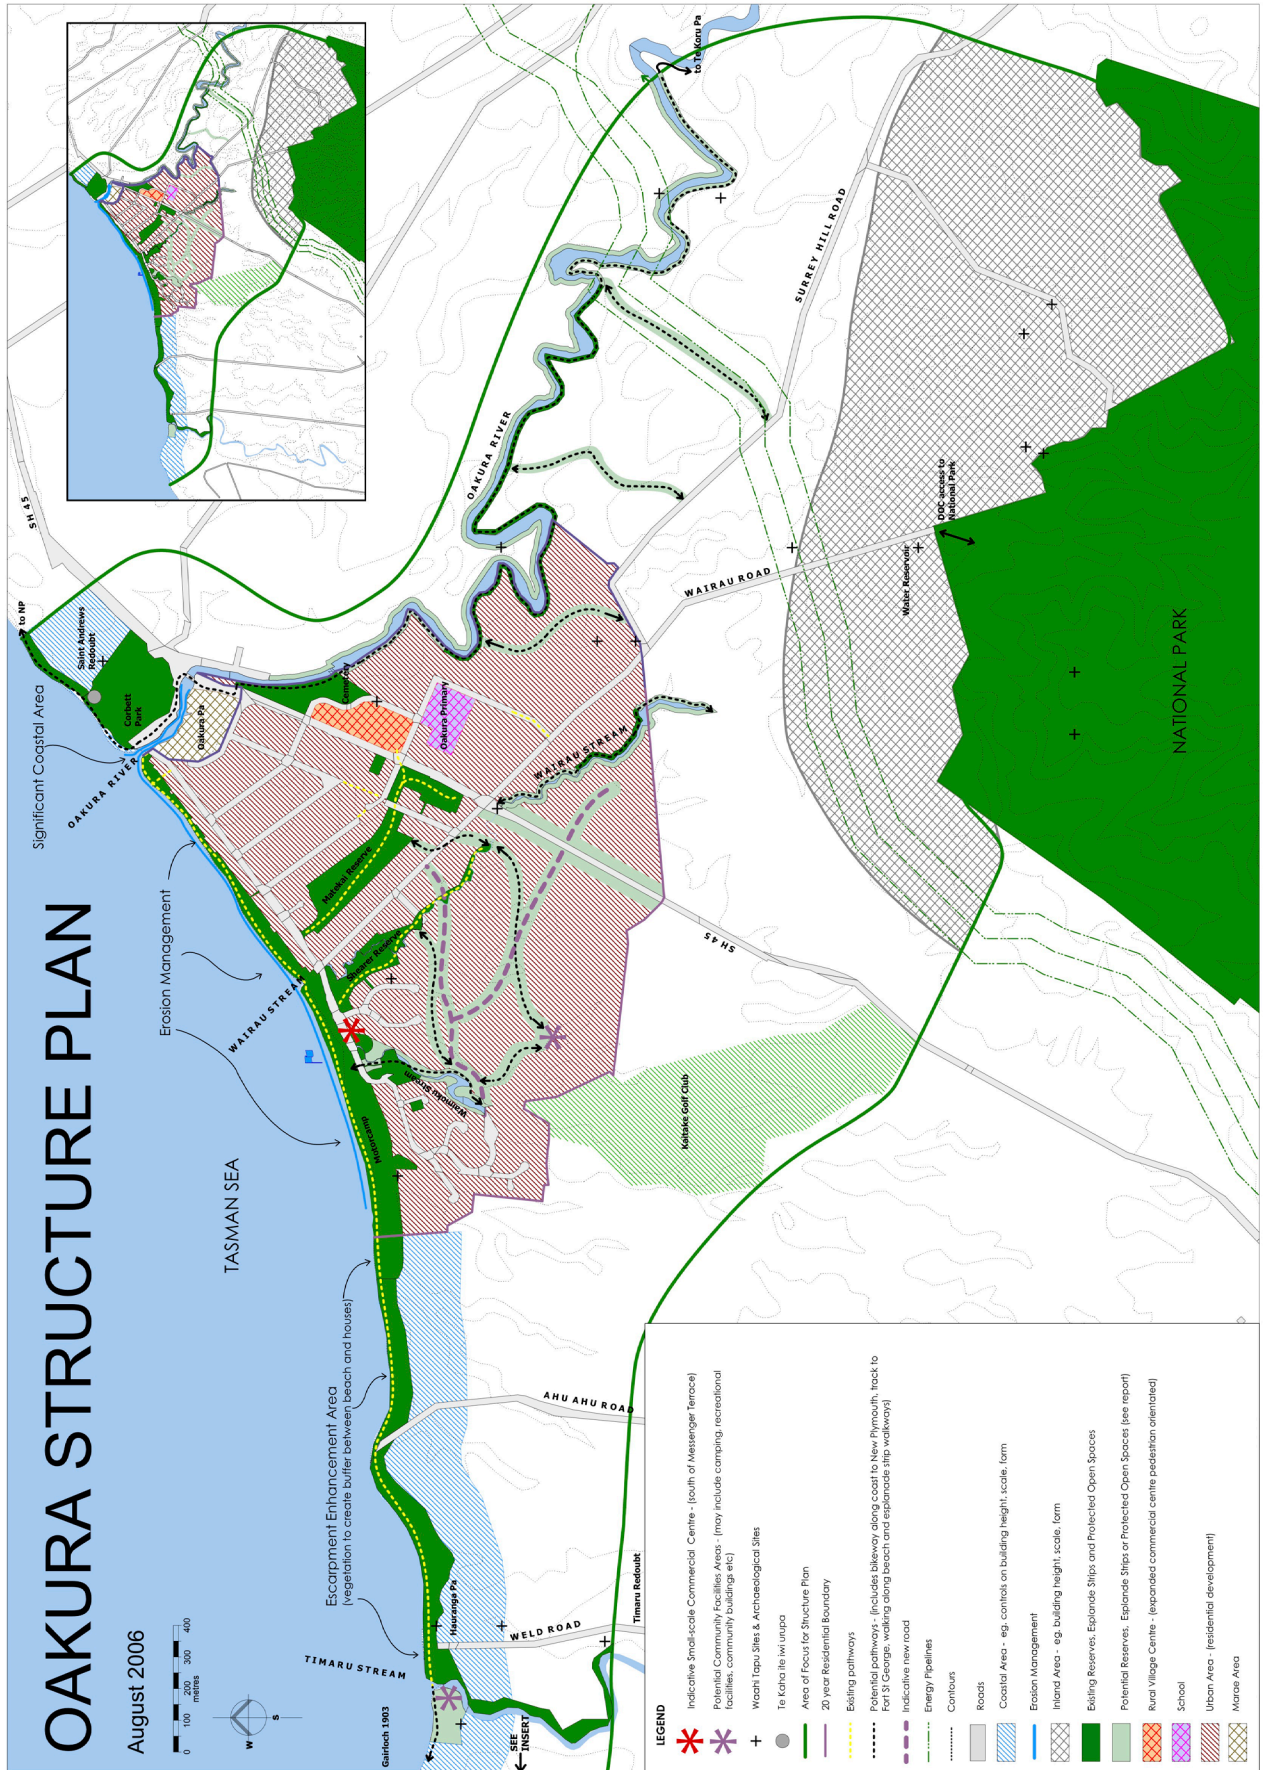 OAKURA STRUCTURE PLAN
August 2006
0 100 200 300 400
metres
W
S
TASMAN SEA
Significant Coastal Area
Erosion Management
Escarpment Enhancement Area
(vegetation to create buffer between beach and houses)
to NP
Saint Andrews
Redoubt
Corbett
Park
OAKURA RIVER
Oakura Pa
SH 45
Cemetery
Oakura Primary
OAKURA RIVER
to Te Koru Pa
SURREY HILL ROAD
WAIRAU ROAD
Water Reservoir
DOC access to
National Park
NATIONAL PARK
WAIRAU STREAM
Matekai Reserve
Shearer Reserve
WAIRAU STREAM
SH 45
Waimoku Stream
Motorcamp
Kaitake Golf Club
AHU AHU ROAD
Hauranga Pa
WELD ROAD
Timaru Redoubt
TIMARU STREAM
Gairloch 1903
SEE
INSERT
LEGEND
Indicative Small-scale Commercial Centre - (south of Messenger Terrace)
Potential Community Facilities Areas - (may include camping, recreational
facilities, community buildings etc)
Waahi Tapu Sites & Archaeological Sites
Te Kaha ite iwi urupa
Area of Focus for Structure Plan
20 year Residential Boundary
Existing pathways
Potential pathways - (includes bikeway along coast to New Plymouth, track to
Fort St George, walking along beach and esplanade strip walkways)
Indicative new road
Energy Pipelines
Contours
Roads
Coastal Area - eg. controls on building height, scale, form
Erosion Management
Inland Area - eg, building height, scale, form
Existing Reserves, Esplande Strips and Protected Open Spaces
Potential Reserves, Esplande Strips or Protected Open Spaces (see report)
Rural Village Centre - (expanded commercial centre pedestrian orientated)
School
Urban Area - (residential development)
Marae Area